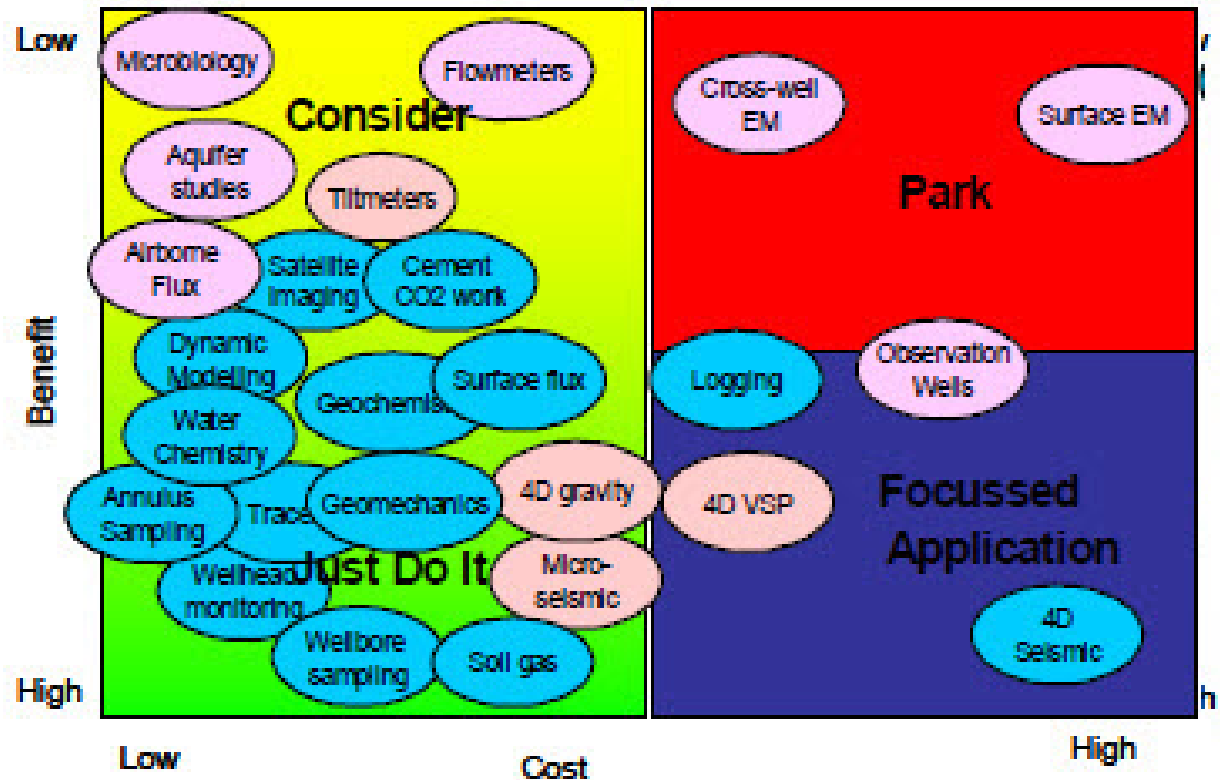 Low
Microbiology
Flowmeters
Consider
Cross-well
EM
Surface EM
Aquifer
studies
Tiltmeters
Park
Airborne
Flux
Satellite
Imaging
Cement
CO2 work
Benefit
Dynamic
Modelling
Surface flux
Logging
Observation
Wells
Water
Chemistry
Annulus
Sampling
Geomechanics
4D gravity
4D VSP
Focussed
Application
Just Do It
Wellhead
monitoring
Micro-
seismic
Wellbore
sampling
Soil gas
4D
Seismic
High
Low
Cost
High